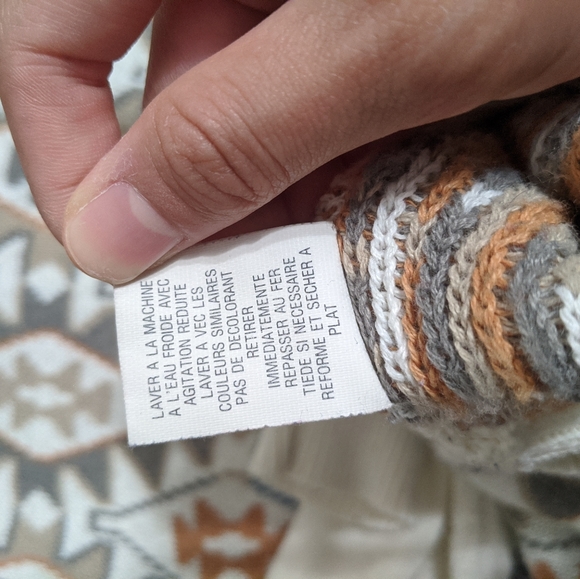 LAVER A LA MACHINE
A L'EAU FROIDE AVEC
AGITATION REDUITE
LAVER A VEC LES
COULEURS SIMILAIRES
PAS DE DECOLORANT
RETIRER
IMMEDIATEMENTE
REPASSER AU FER
TIEDE SI NECESSAIRE
REFORME ET SECHER A
PLAT